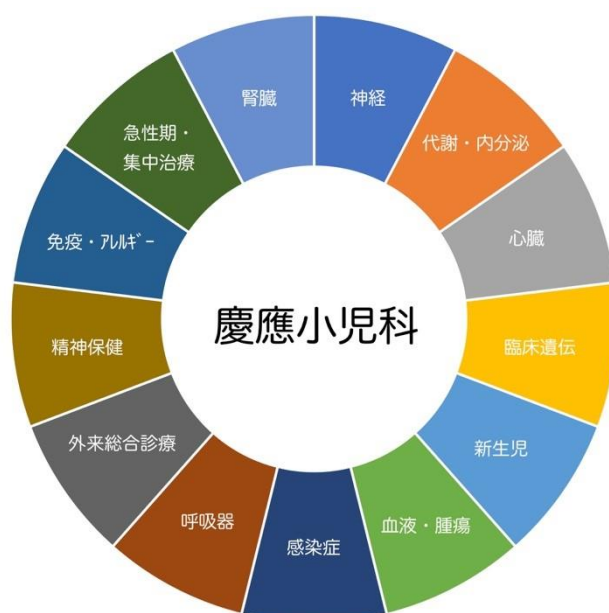 神経
代謝・内分泌
心臓
臨床遺伝
新生児
血液・腫瘍
感染症
呼吸器
外来総合診療
精神保健
免疫・ｱﾚﾙｷﾞｰ
急性期・
集中治療
腎臓
慶應小児科